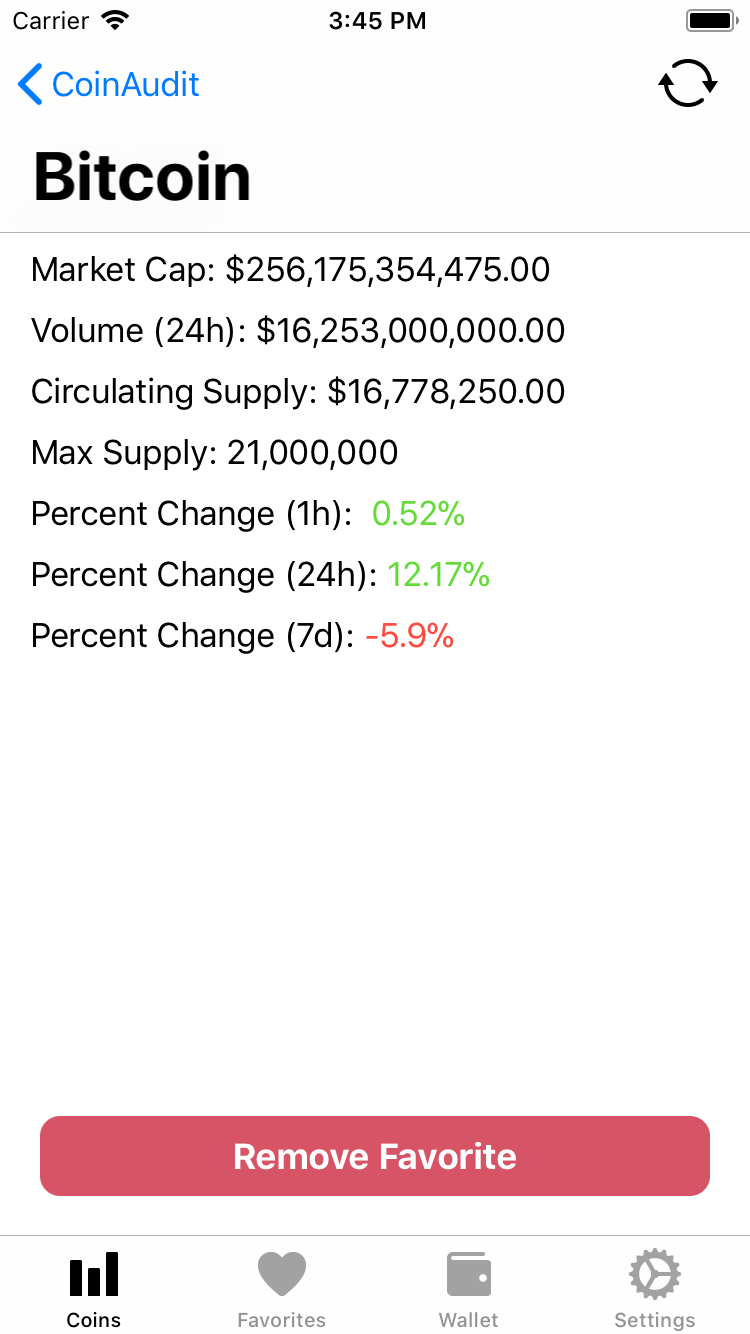 Carrier 3:45 PM
CoinAudit
Bitcoin
Market Cap: $256,175,354,475.00
Volume (24h): $16,253,000,000.00
Circulating Supply: $16,778,250.00
Max Supply: 21,000,000
Percent Change (1h): 0.52%
Percent Change (24h): 12.17%
Percent Change (7d): -5.9%
Remove Favorite
Coins Favorites Wallet Settings